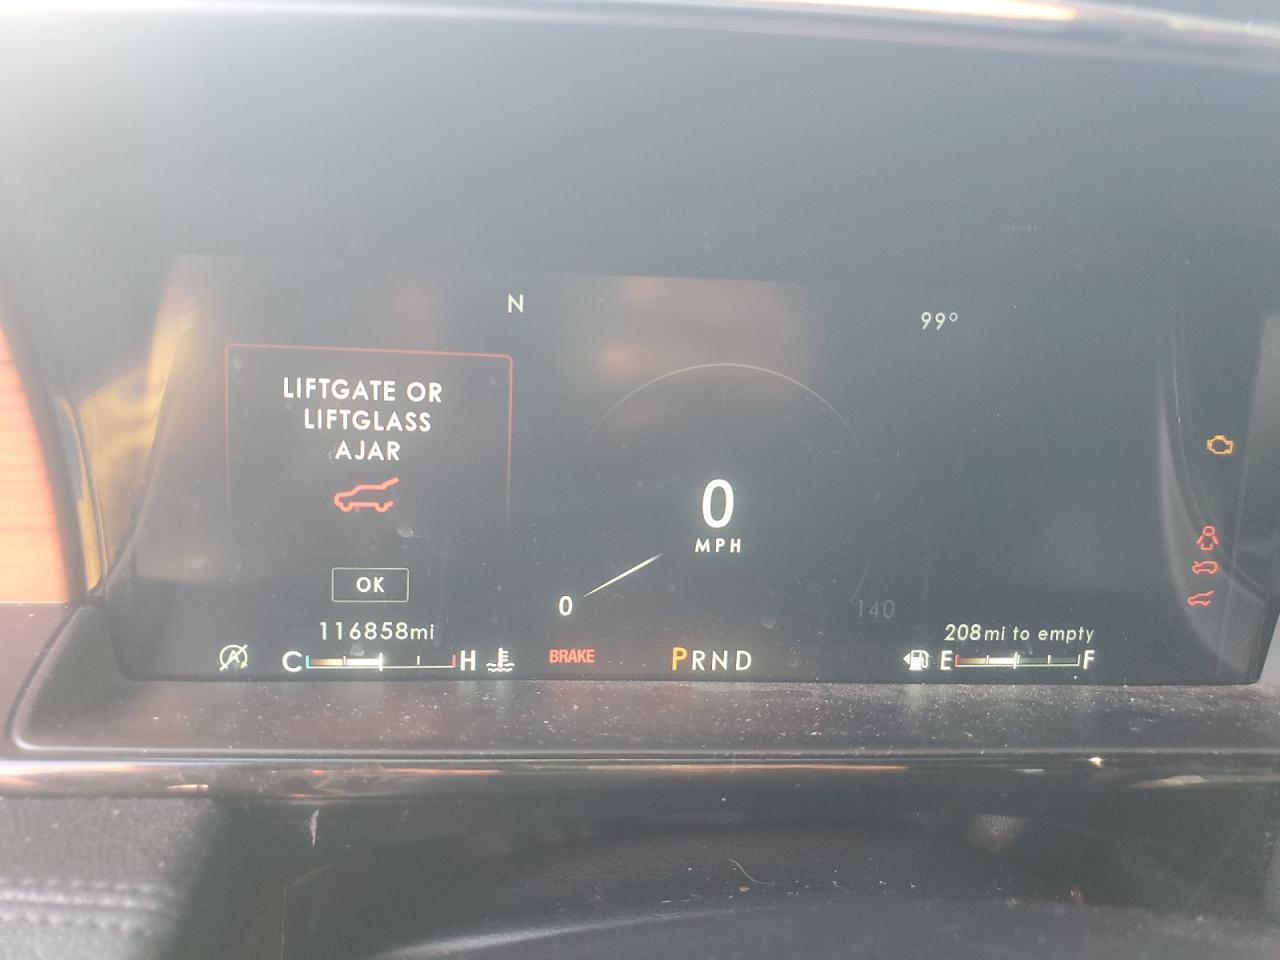 N
99°
LIFTGATE OR
LIFTGLASS
AJAR
OK
0
MPH
0
140
116858mi
208mi to empty
C H
BRAKE
PRND
E F